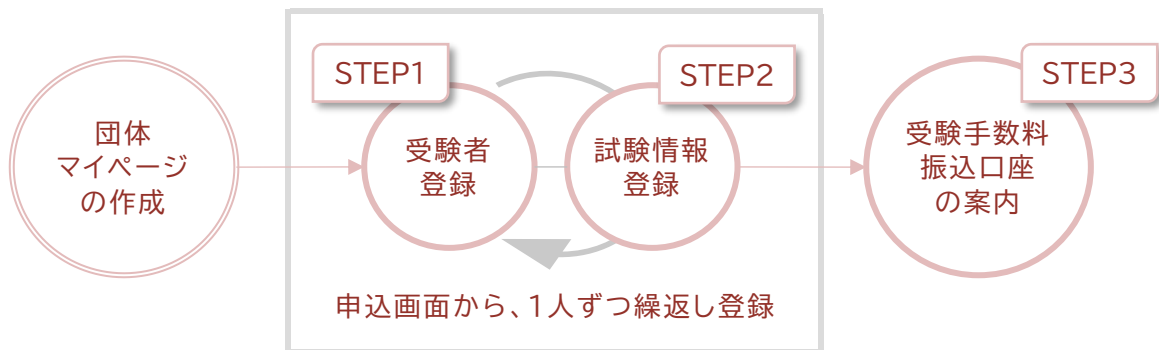 団体
マイページ
の作成
STEP1
受験者
登録
STEP2
試験情報
登録
STEP3
受験手数料
振込口座
の案内
申込画面から、1人ずつ繰返し登録